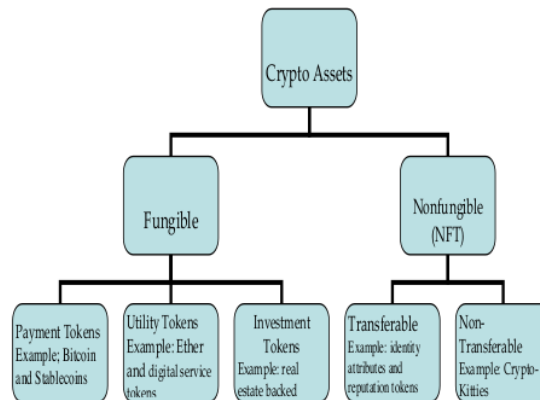 Crypto Assets
Fungible
Nonfungible
(NFT)
Payment Tokens
Example; Bitcoin
and Stablecoins
Utility Tokens
Example: Ether
and digital service
tokens
Investment
Tokens
Example: real
estate backed
Transferable
Example: identity
attributes and
reputation tokens
Non-
Transferable
Example: Crypto-
Kitties